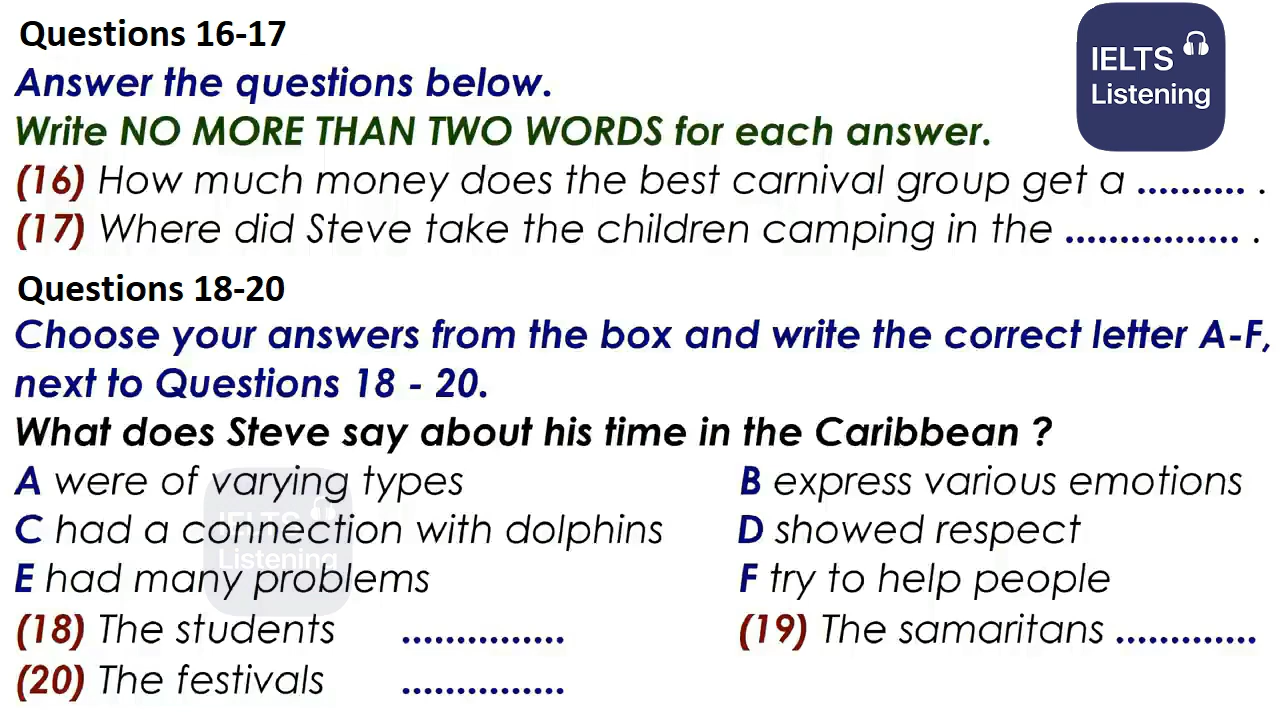 Questions 16-17
IELTS
Listening
Answer the questions below.
Write NO MORE THAN TWO WORDS for each answer.
(16) How much money does the best carnival group get a .......... .
(17) Where did Steve take the children camping in the ................ .
Questions 18-20
Choose your answers from the box and write the correct letter A-F,
next to Questions 18 - 20.
What does Steve say about his time in the Caribbean ?
A were of varying types B express various emotions
C had a connection with dolphins D showed respect
E had many problems F try to help people
IELTS
Listening
(18) The students ............... (19) The samaritans .............
(20) The festivals ...............